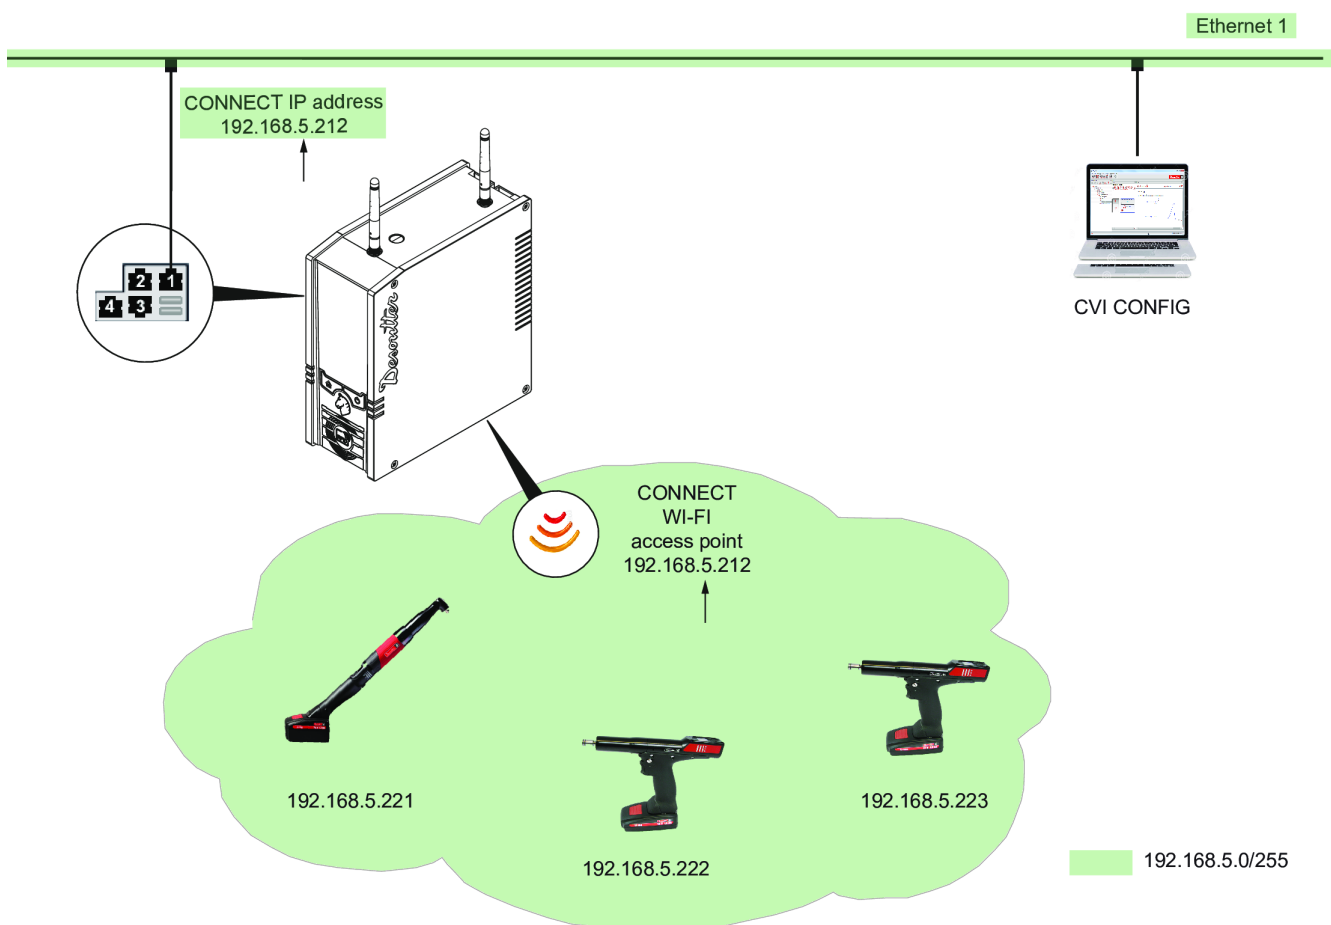 Ethernet 1
CONNECT IP address
192.168.5.212
2 1
4 3
Desoutter
CVI CONFIG
CONNECT
WI-FI
access point
192.168.5.212
192.168.5.221
192.168.5.222
192.168.5.223
192.168.5.0/255